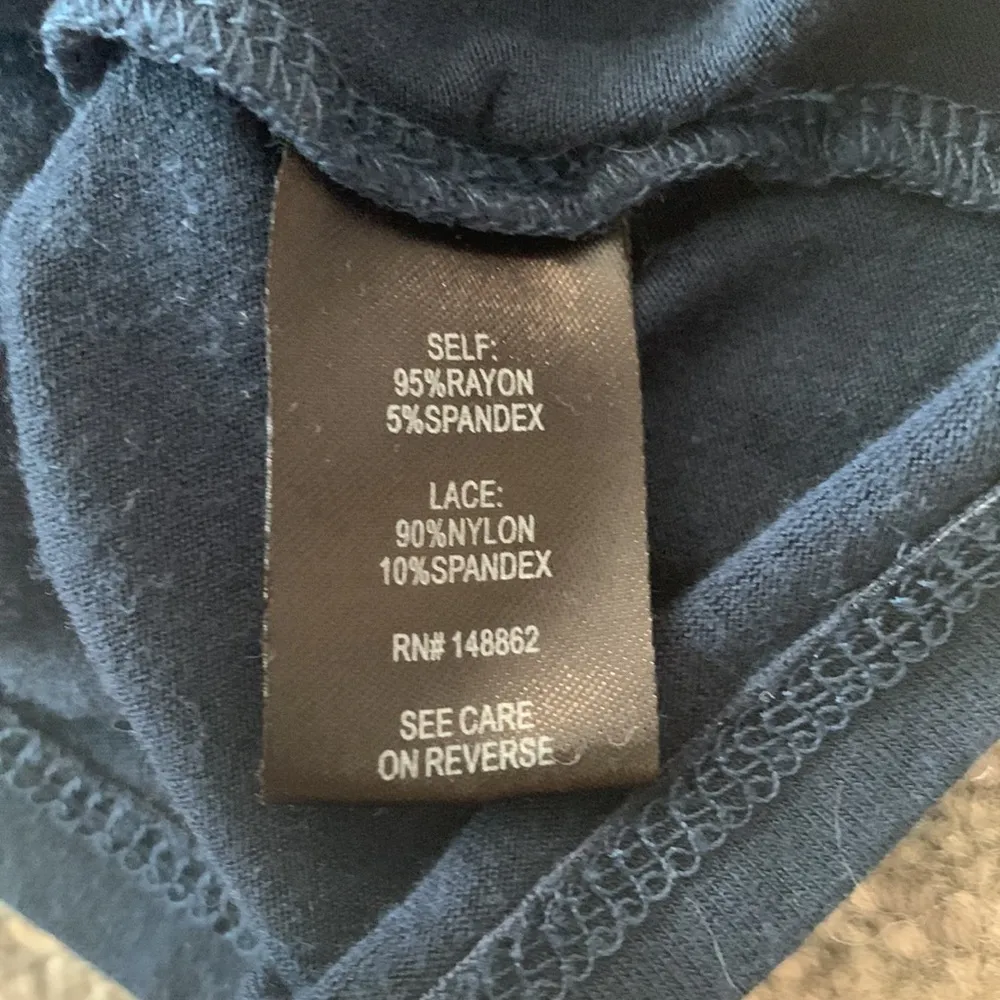 SELF:
95%RAYON
5%SPANDEX
LACE:
90%NYLON
10%SPANDEX
RN# 148862
SEE CARE
ON REVERSE